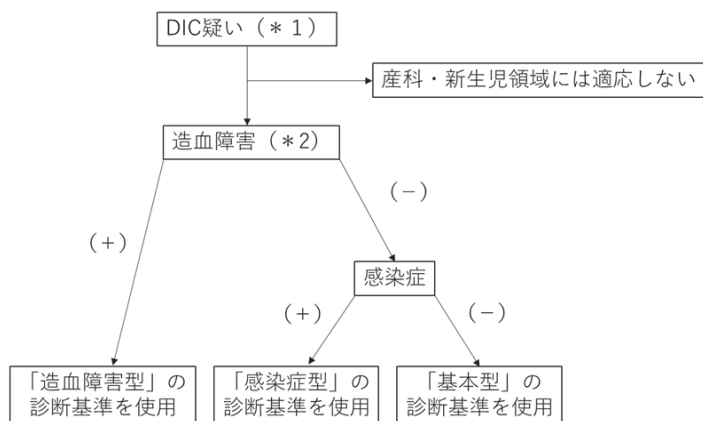 DIC疑い（＊１）
産科・新生児領域には適応しない
造血障害（＊2）
（－）
（＋）
感染症
（＋）
（－）
「造血障害型」の
診断基準を使用
「感染症型」の
診断基準を使用
「基本型」の
診断基準を使用